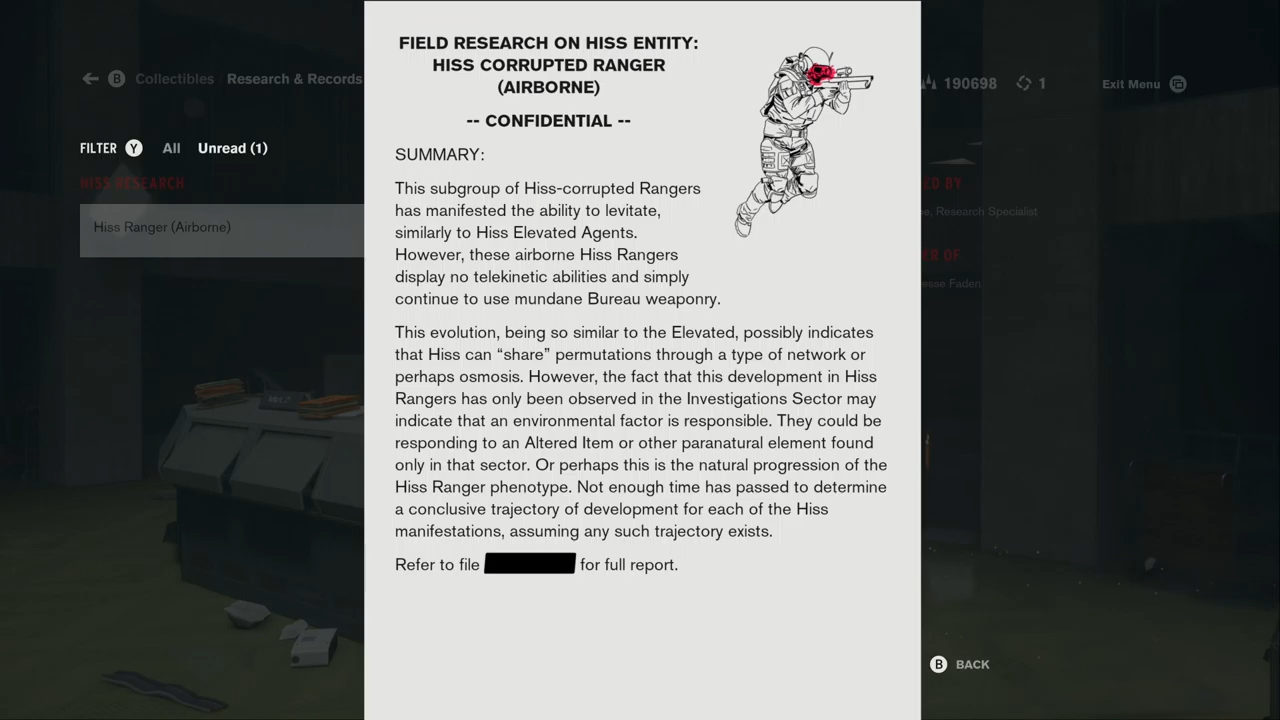 FIELD RESEARCH ON HISS ENTITY:
HISS CORRUPTED RANGER
(AIRBORNE)
-- CONFIDENTIAL --
SUMMARY:
This subgroup of Hiss-corrupted Rangers
has manifested the ability to levitate,
similarly to Hiss Elevated Agents.
However, these airborne Hiss Rangers
display no telekinetic abilities and simply
continue to use mundane Bureau weaponry.
This evolution, being so similar to the Elevated, possibly indicates
that Hiss can “share” permutations through a type of network or
perhaps osmosis. However, the fact that this development in Hiss
Rangers has only been observed in the Investigations Sector may
indicate that an environmental factor is responsible. They could be
responding to an Altered Item or other paranatural element found
only in that sector. Or perhaps this is the natural progression of the
Hiss Ranger phenotype. Not enough time has passed to determine
a conclusive trajectory of development for each of the Hiss
manifestations, assuming any such trajectory exists.
Refer to file for full report.
B Collectibles Research & Records
190698 1 Exit Menu
FILTER Y All Unread (1)
HISS RESEARCH
Hiss Ranger (Airborne)
ED BY
Research Specialist
ER OF
esse Faden
B BACK